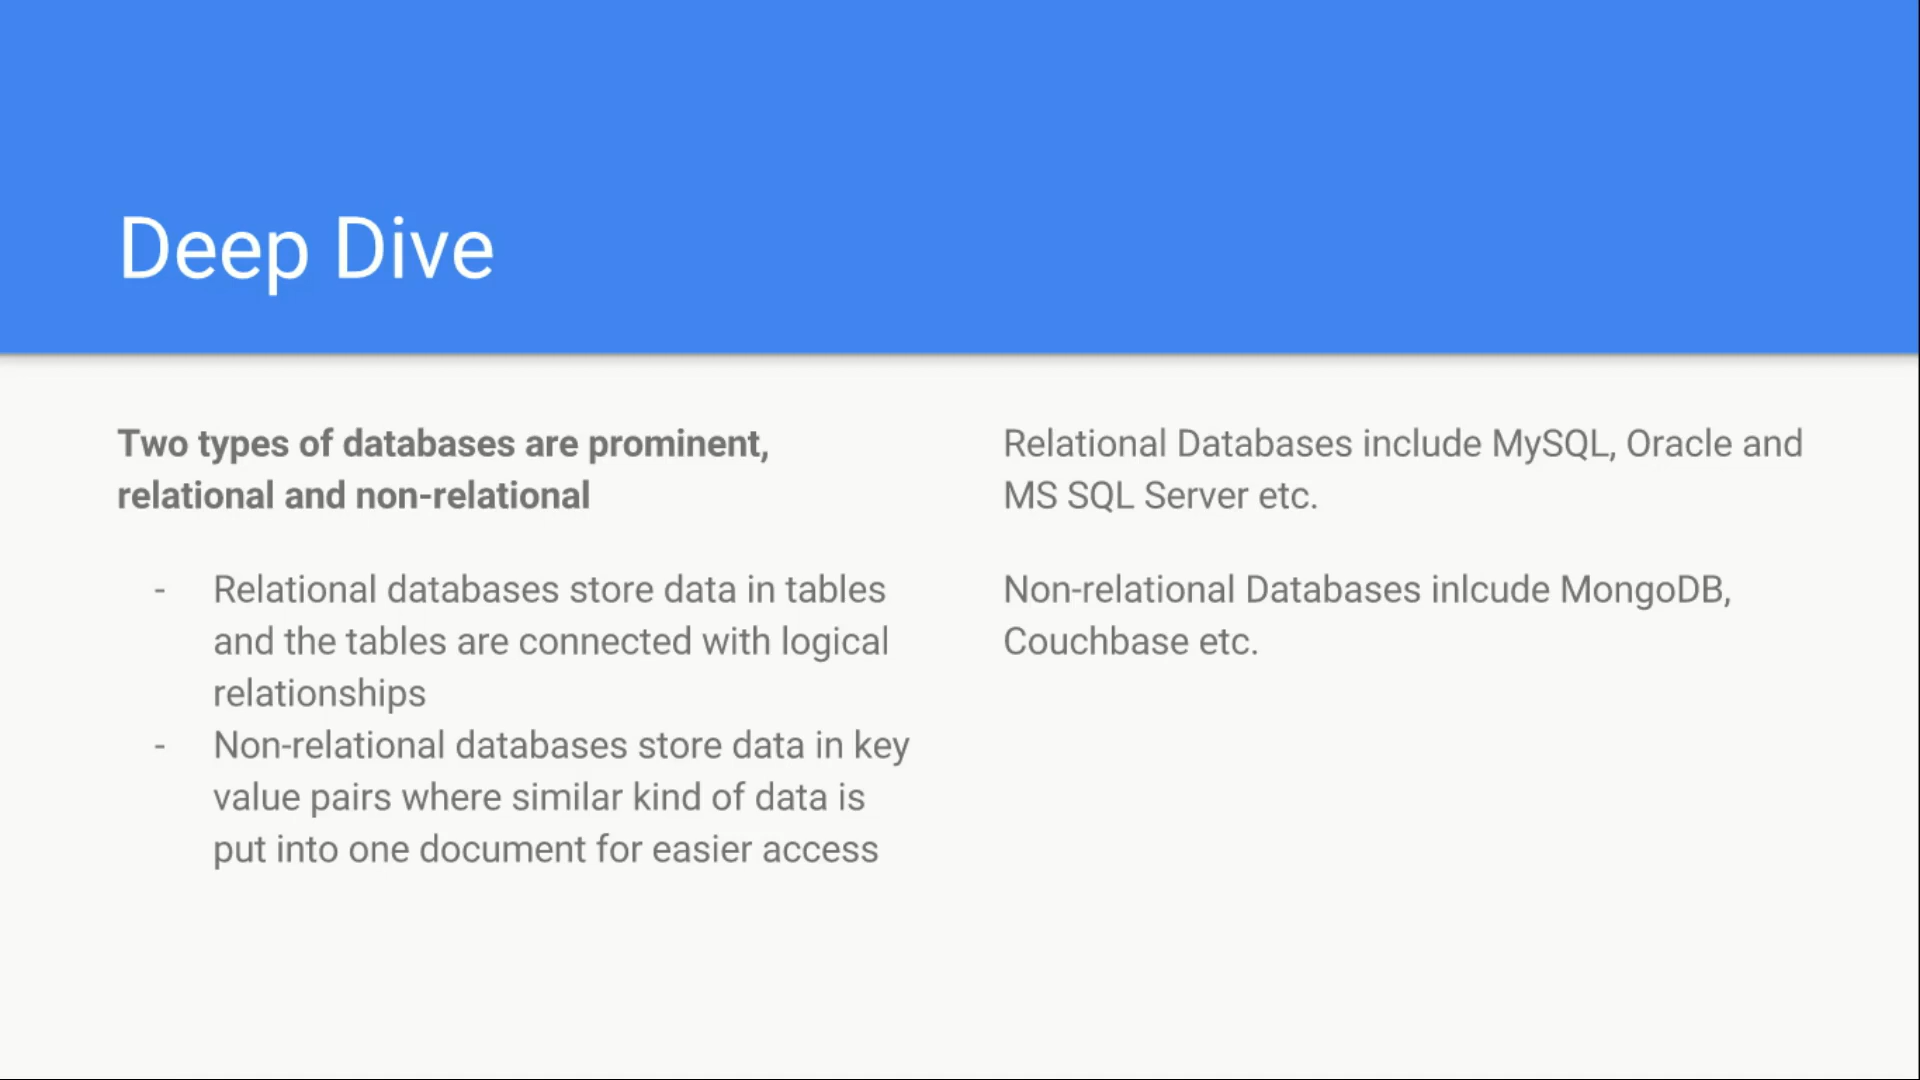 Deep Dive
Two types of databases are prominent,
relational and non-relational
- Relational databases store data in tables
and the tables are connected with logical
relationships
- Non-relational databases store data in key
value pairs where similar kind of data is
put into one document for easier access
Relational Databases include MySQL, Oracle and
MS SQL Server etc.
Non-relational Databases inlcude MongoDB,
Couchbase etc.